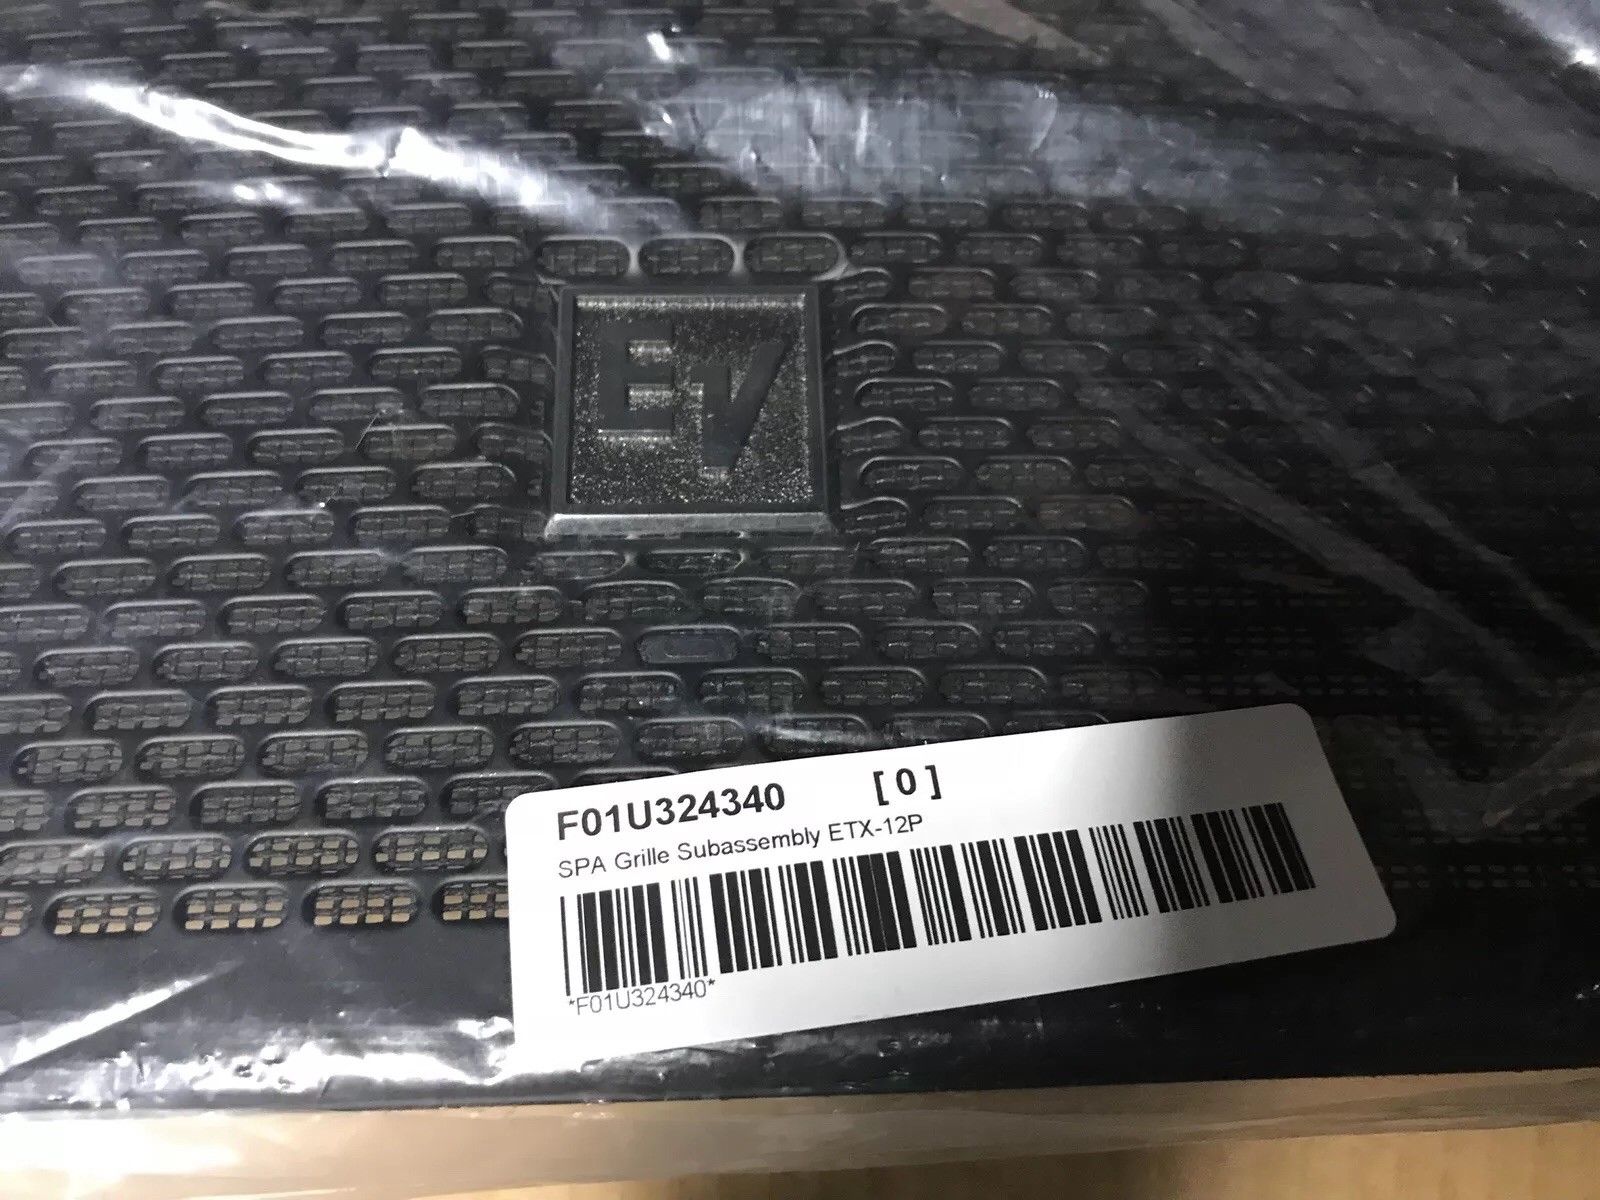 EV
F01U324340 [ 0 ]
SPA Grille Subassembly ETX-12P
*F01U324340*